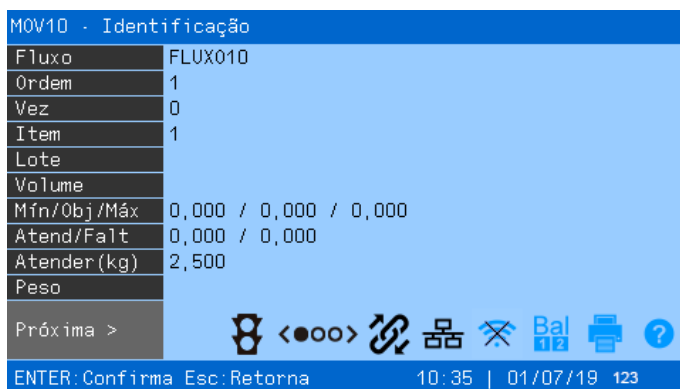 MOV10 - Identificação
Fluxo FLUX010
Ordem 1
Vez 0
Item 1
Lote
Volume
Mín/Obj/Máx 0,000 / 0,000 / 0,000
Atend/Falt 0,000 / 0,000
Atender(kg) 2,500
Peso
Próxima > <●○○> Bal 1 2 ?
ENTER:Confirma Esc:Retorna 10:35 | 01/07/19 123